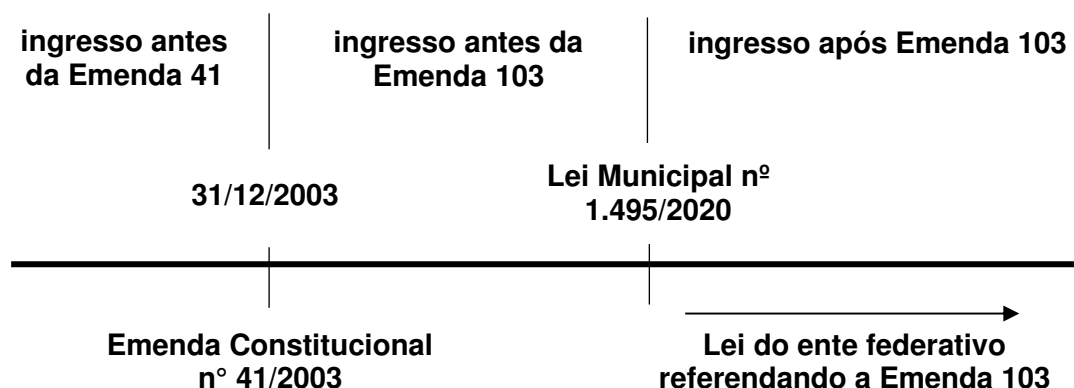 ingresso antes
da Emenda 41
ingresso antes da
Emenda 103
ingresso após Emenda 103
31/12/2003
Lei Municipal nº
1.495/2020
Emenda Constitucional
n° 41/2003
Lei do ente federativo
referendando a Emenda 103